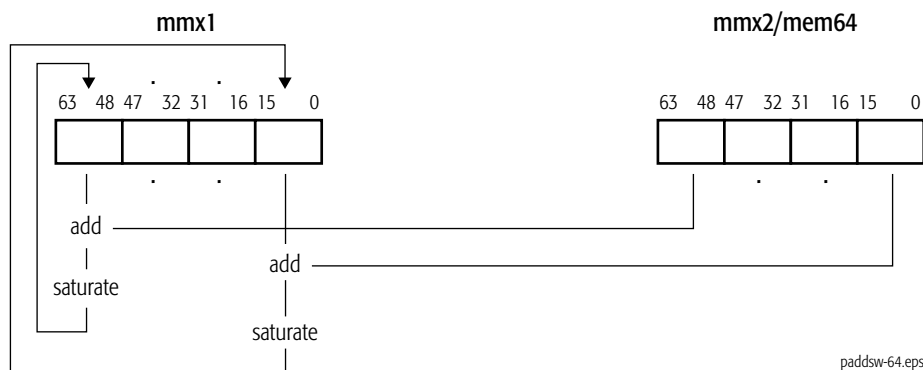 mmx1 mmx2/mem64
. .
63 48 47 32 31 16 15 0 63 48 47 32 31 16 15 0
. . . .
add
add
saturate
saturate
paddsw-64.eps